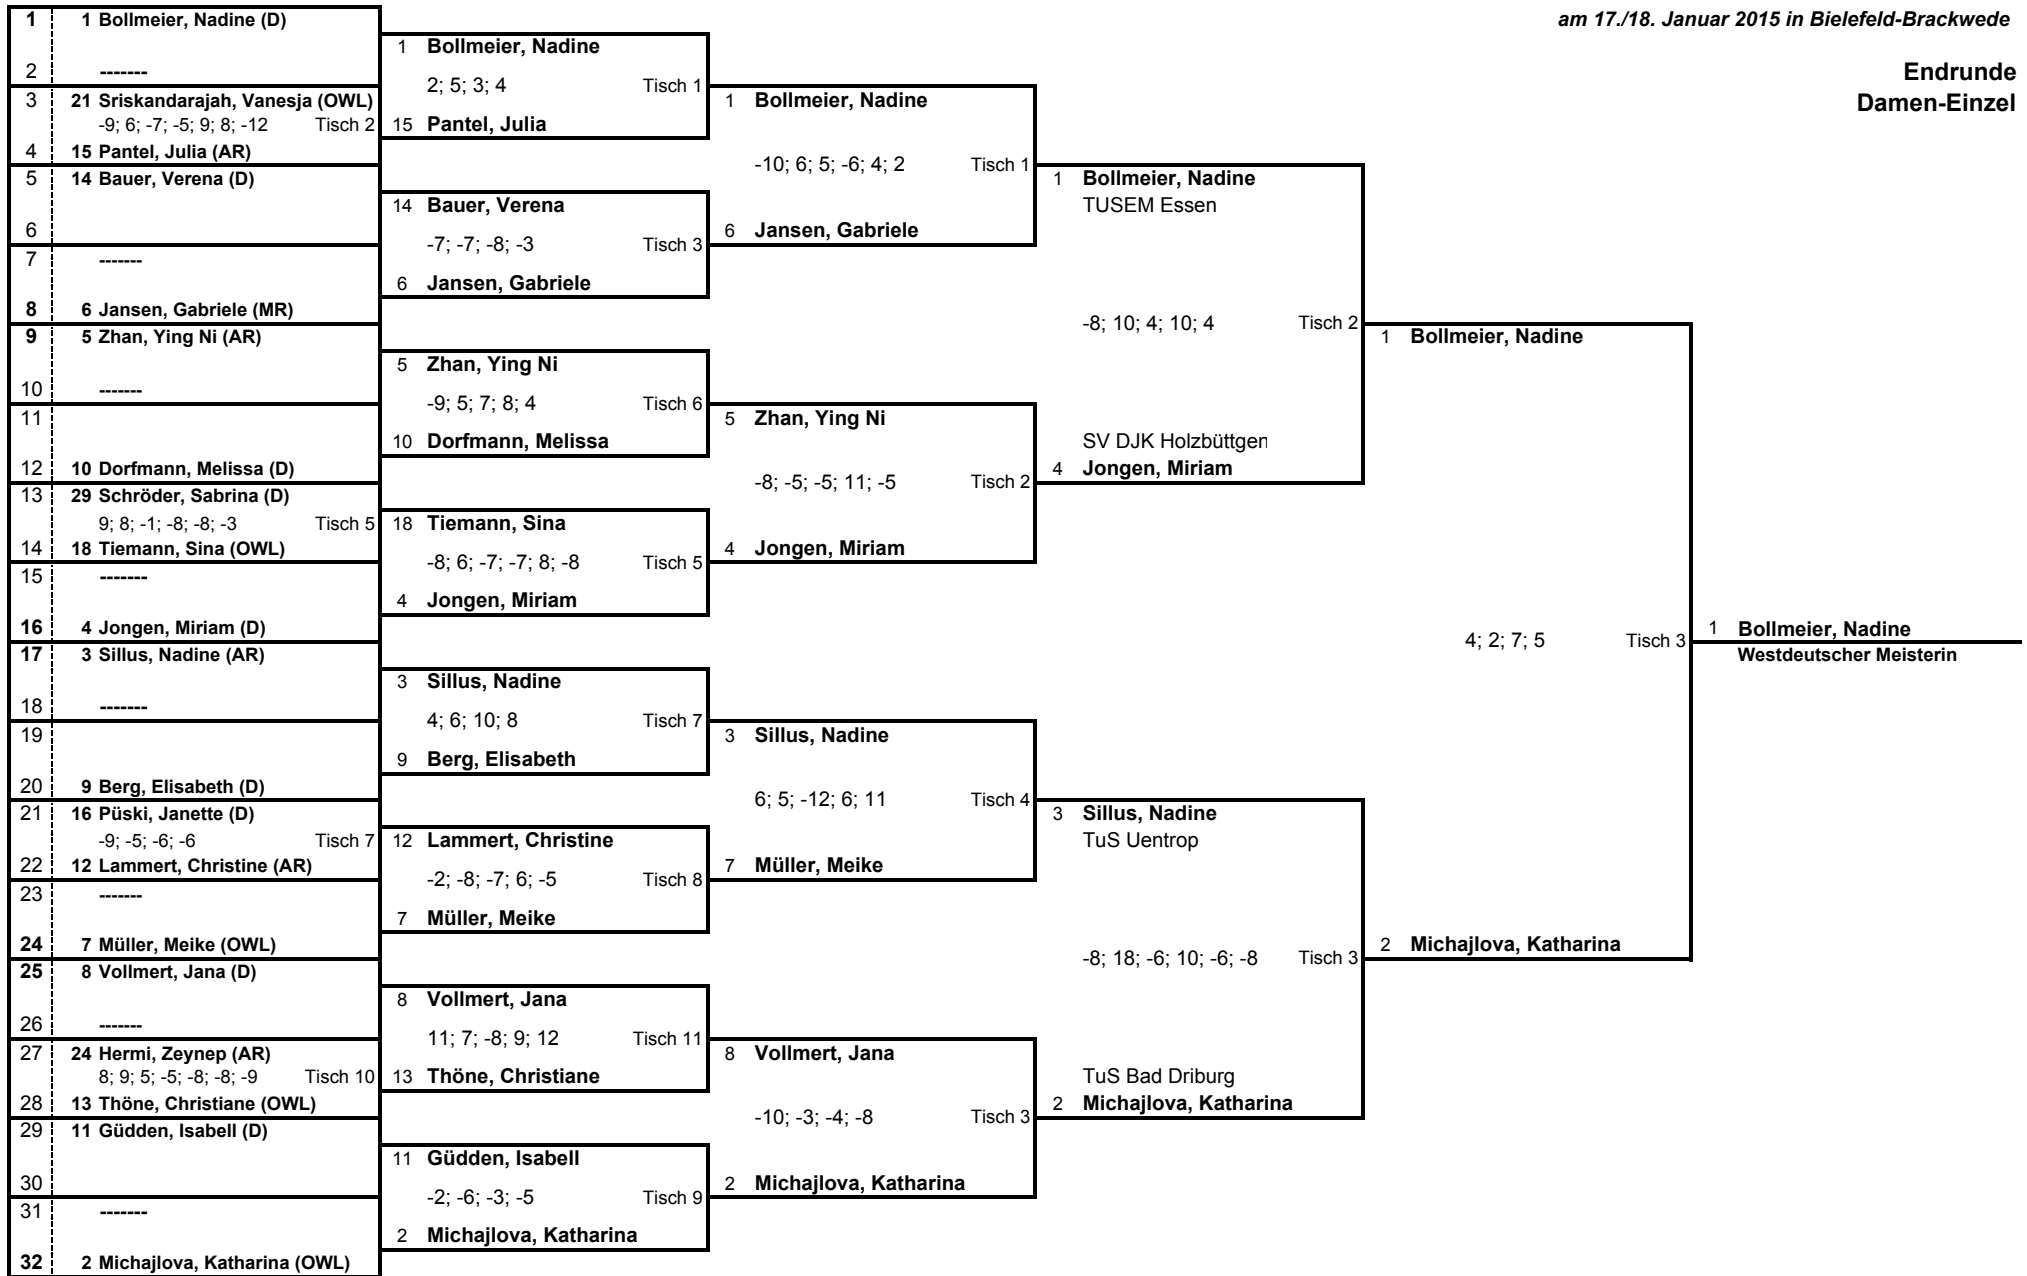 am 17./18. Januar 2015 in Bielefeld-Brackwede
Endrunde
Damen-Einzel
1 1 Bollmeier, Nadine (D)
2 -------
3 21 Sriskandarajah, Vanesja (OWL)
-9; 6; -7; -5; 9; 8; -12 Tisch 2
4 15 Pantel, Julia (AR)
5 14 Bauer, Verena (D)
6
7 -------
8 6 Jansen, Gabriele (MR)
9 5 Zhan, Ying Ni (AR)
10 -------
11
12 10 Dorfmann, Melissa (D)
13 29 Schröder, Sabrina (D)
9; 8; -1; -8; -8; -3 Tisch 5
14 18 Tiemann, Sina (OWL)
15 -------
16 4 Jongen, Miriam (D)
17 3 Sillus, Nadine (AR)
18 -------
19
20 9 Berg, Elisabeth (D)
21 16 Püski, Janette (D)
-9; -5; -6; -6 Tisch 7
22 12 Lammert, Christine (AR)
23 -------
24 7 Müller, Meike (OWL)
25 8 Vollmert, Jana (D)
26 -------
27 24 Hermi, Zeynep (AR)
8; 9; 5; -5; -8; -8; -9 Tisch 10
28 13 Thöne, Christiane (OWL)
29 11 Güdden, Isabell (D)
30
31 -------
32 2 Michajlova, Katharina (OWL)
1 Bollmeier, Nadine
2; 5; 3; 4 Tisch 1
15 Pantel, Julia
14 Bauer, Verena
-7; -7; -8; -3 Tisch 3
6 Jansen, Gabriele
5 Zhan, Ying Ni
-9; 5; 7; 8; 4 Tisch 6
10 Dorfmann, Melissa
18 Tiemann, Sina
-8; 6; -7; -7; 8; -8 Tisch 5
4 Jongen, Miriam
3 Sillus, Nadine
4; 6; 10; 8 Tisch 7
9 Berg, Elisabeth
12 Lammert, Christine
-2; -8; -7; 6; -5 Tisch 8
7 Müller, Meike
8 Vollmert, Jana
11; 7; -8; 9; 12 Tisch 11
13 Thöne, Christiane
11 Güdden, Isabell
-2; -6; -3; -5 Tisch 9
2 Michajlova, Katharina
1 Bollmeier, Nadine
-10; 6; 5; -6; 4; 2 Tisch 1
6 Jansen, Gabriele
5 Zhan, Ying Ni
-8; -5; -5; 11; -5 Tisch 2
4 Jongen, Miriam
3 Sillus, Nadine
6; 5; -12; 6; 11 Tisch 4
7 Müller, Meike
8 Vollmert, Jana
-10; -3; -4; -8 Tisch 3
2 Michajlova, Katharina
1 Bollmeier, Nadine
TUSEM Essen
-8; 10; 4; 10; 4 Tisch 2
SV DJK Holzbüttgen
4 Jongen, Miriam
3 Sillus, Nadine
TuS Uentrop
-8; 18; -6; 10; -6; -8 Tisch 3
TuS Bad Driburg
2 Michajlova, Katharina
1 Bollmeier, Nadine
4; 2; 7; 5 Tisch 3
2 Michajlova, Katharina
1 Bollmeier, Nadine
Westdeutscher Meisterin